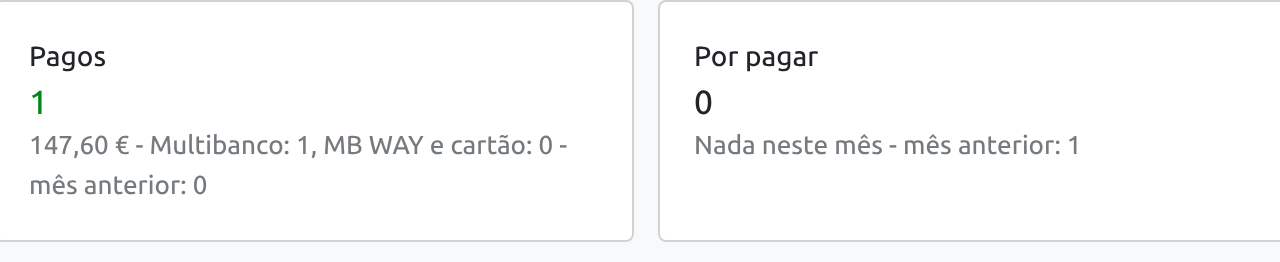 Pagos
1
147,60 € - Multibanco: 1, MB WAY e cartão: 0 -
mês anterior: 0
Por pagar
0
Nada neste mês - mês anterior: 1